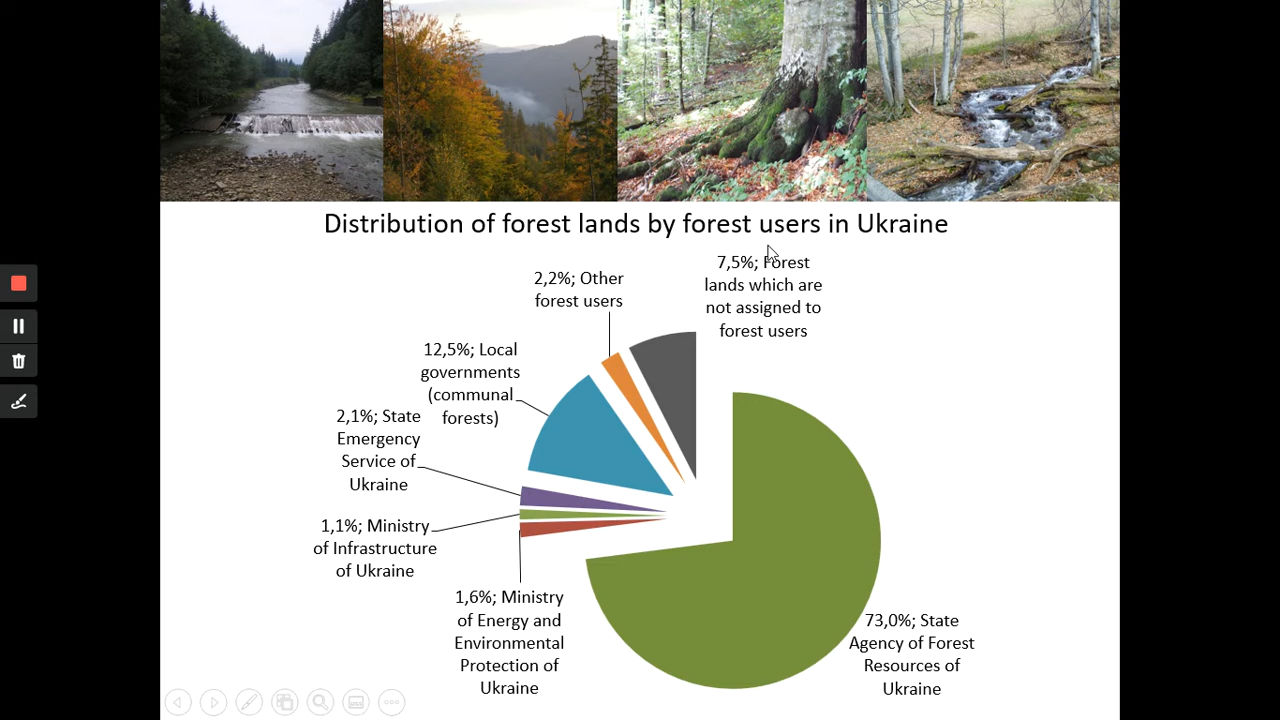 Distribution of forest lands by forest users in Ukraine
7,5%; Forest
lands which are
not assigned to
forest users
2,2%; Other
forest users
12,5%; Local
governments
(communal
forests)
2,1%; State
Emergency
Service of
Ukraine
1,1%; Ministry
of Infrastructure
of Ukraine
1,6%; Ministry
of Energy and
Environmental
Protection of
Ukraine
73,0%; State
Agency of Forest
Resources of
Ukraine